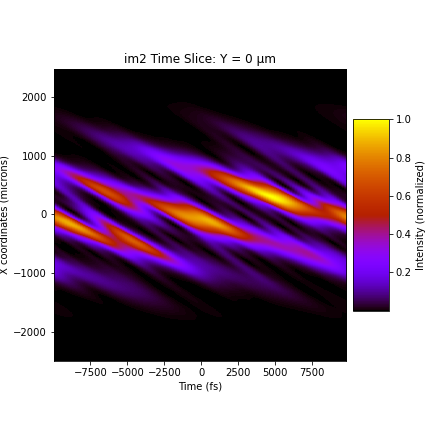 im2 Time Slice: Y = 0 μm
X coordinates (microns)
2000
1000
0
−1000
−2000
−7500 −5000 −2500 0 2500 5000 7500
Time (fs)
1.0
0.8
0.6
0.4
0.2
Intensity (normalized)